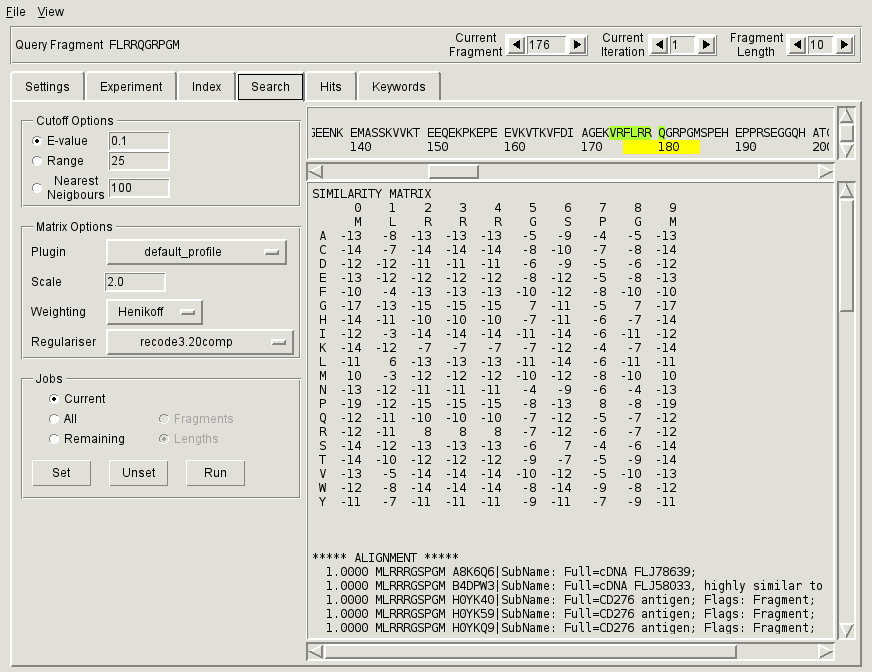 File View
Query Fragment FLRRQGRPGM
Current Fragment 176
Current Iteration 1
Fragment Length 10
Settings Experiment Index Search Hits Keywords
Cutoff Options
E-value 0.1
Range 25
Nearest Neigbours 100
Matrix Options
Plugin default_profile
Scale 2.0
Weighting Henikoff
Regulariser recode3.20comp
Jobs
Current
All Fragments
Remaining Lengths
Set Unset Run
GEENK EMASSKVVKT EEQEKPKEPE EVKVTKVFDI AGEKVRFLRR QGRPGMSPEH EPPRSEGGQH ATG
140 150 160 170 180 190 200
SIMILARITY MATRIX
0 1 2 3 4 5 6 7 8 9
M L R R R G S P G M
A -13 -8 -13 -13 -13 -5 -9 -4 -5 -13
C -14 -7 -14 -14 -14 -8 -10 -7 -8 -14
D -12 -12 -11 -11 -11 -6 -9 -5 -6 -12
E -13 -12 -12 -12 -12 -8 -12 -5 -8 -13
F -10 -4 -13 -13 -13 -10 -12 -8 -10 -10
G -17 -13 -15 -15 -15 7 -11 -5 7 -17
H -14 -11 -10 -10 -10 -7 -11 -6 -7 -14
I -12 -3 -14 -14 -14 -11 -14 -6 -11 -12
K -14 -12 -7 -7 -7 -7 -12 -4 -7 -14
L -11 6 -13 -13 -13 -11 -14 -6 -11 -11
M 10 -3 -12 -12 -12 -10 -12 -8 -10 10
N -13 -12 -11 -11 -11 -4 -9 -6 -4 -13
P -19 -12 -15 -15 -15 -8 -13 8 -8 -19
Q -12 -11 -10 -10 -10 -7 -12 -5 -7 -12
R -12 -11 8 8 8 -7 -12 -6 -7 -12
S -14 -12 -13 -13 -13 -6 7 -4 -6 -14
T -14 -10 -12 -12 -12 -9 -7 -5 -9 -14
V -13 -5 -14 -14 -14 -10 -12 -5 -10 -13
W -12 -8 -14 -14 -14 -8 -14 -9 -8 -12
Y -11 -7 -11 -11 -11 -9 -11 -7 -9 -11
***** ALIGNMENT *****
1.0000 MLRRRGSPGM A8K6Q6|SubName: Full=cDNA FLJ78639;
1.0000 MLRRRGSPGM B4DPW3|SubName: Full=cDNA FLJ58033, highly similar to
1.0000 MLRRRGSPGM H0YK40|SubName: Full=CD276 antigen; Flags: Fragment;
1.0000 MLRRRGSPGM H0YK59|SubName: Full=CD276 antigen; Flags: Fragment;
1.0000 MLRRRGSPGM H0YKQ9|SubName: Full=CD276 antigen; Flags: Fragment;